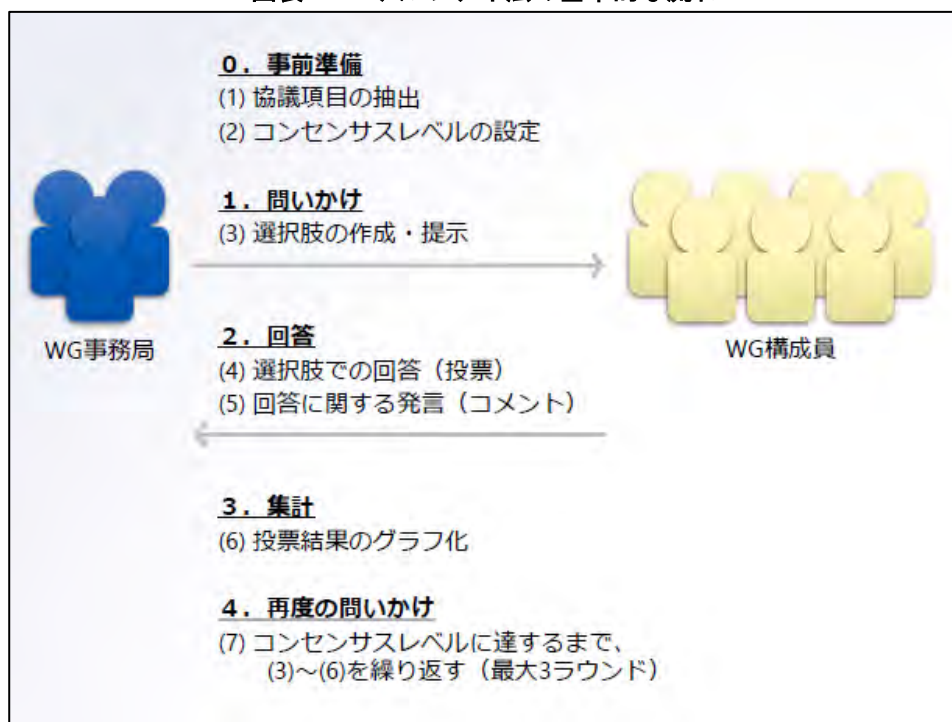 0．事前準備
(1) 協議項目の抽出
(2) コンセンサスレベルの設定
1．問いかけ
(3) 選択肢の作成・提示
WG事務局
WG構成員
2．回答
(4) 選択肢での回答（投票）
(5) 回答に関する発言（コメント）
3．集計
(6) 投票結果のグラフ化
4．再度の問いかけ
(7) コンセンサスレベルに達するまで、
(3)～(6)を繰り返す（最大3ラウンド）